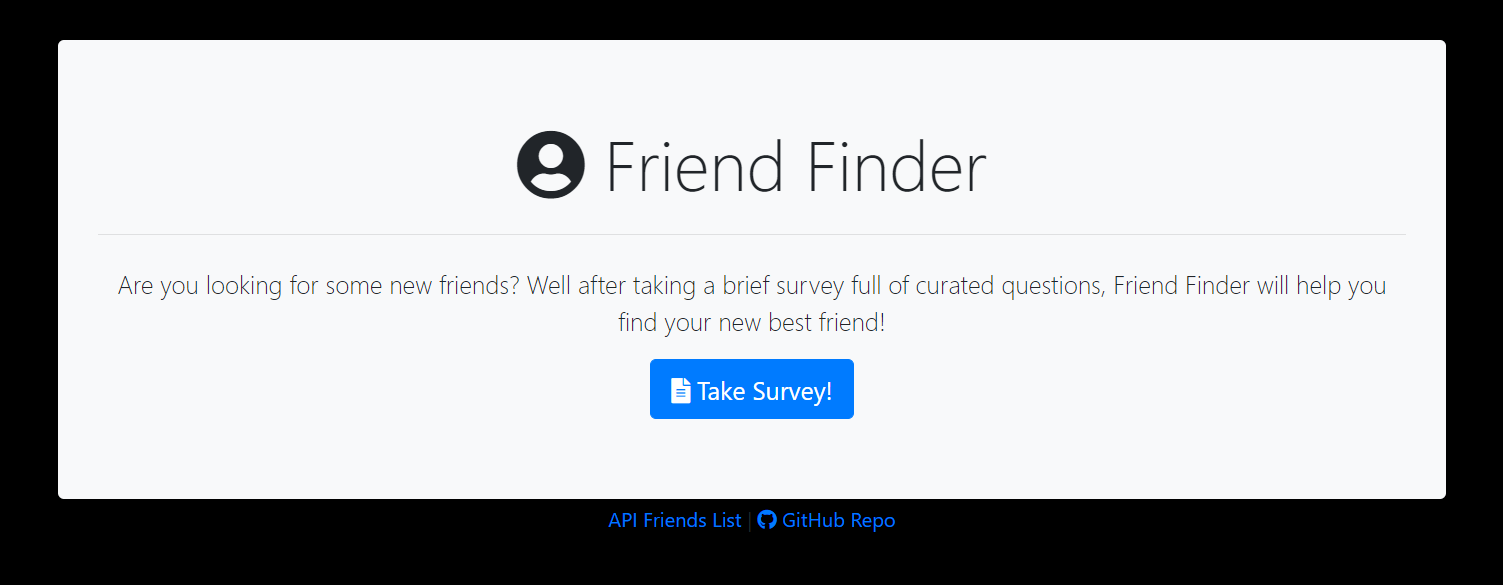 Friend Finder
Are you looking for some new friends? Well after taking a brief survey full of curated questions, Friend Finder will help you
find your new best friend!
Take Survey!
API Friends List | GitHub Repo